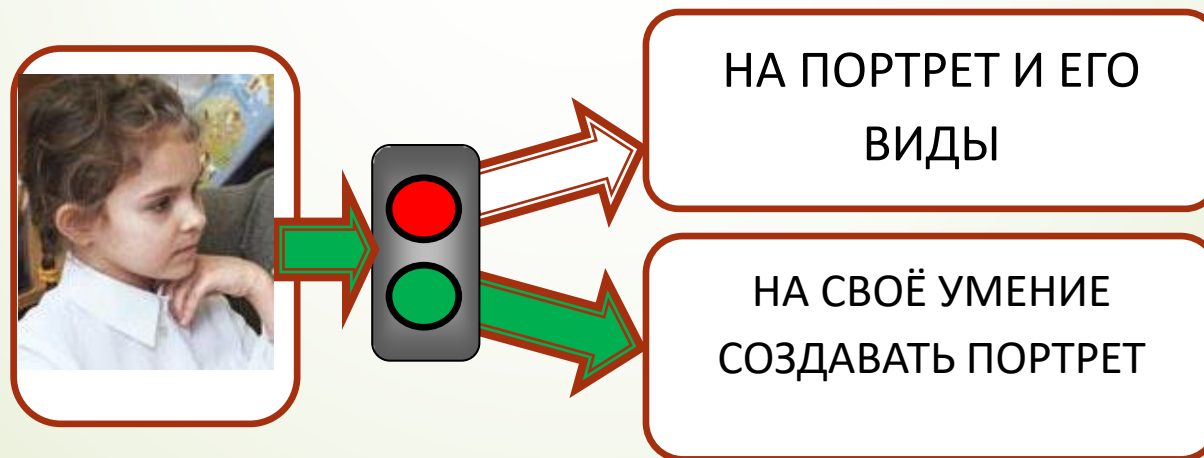 НА ПОРТРЕТ И ЕГО
ВИДЫ
НА СВОЁ УМЕНИЕ
СОЗДАВАТЬ ПОРТРЕТ